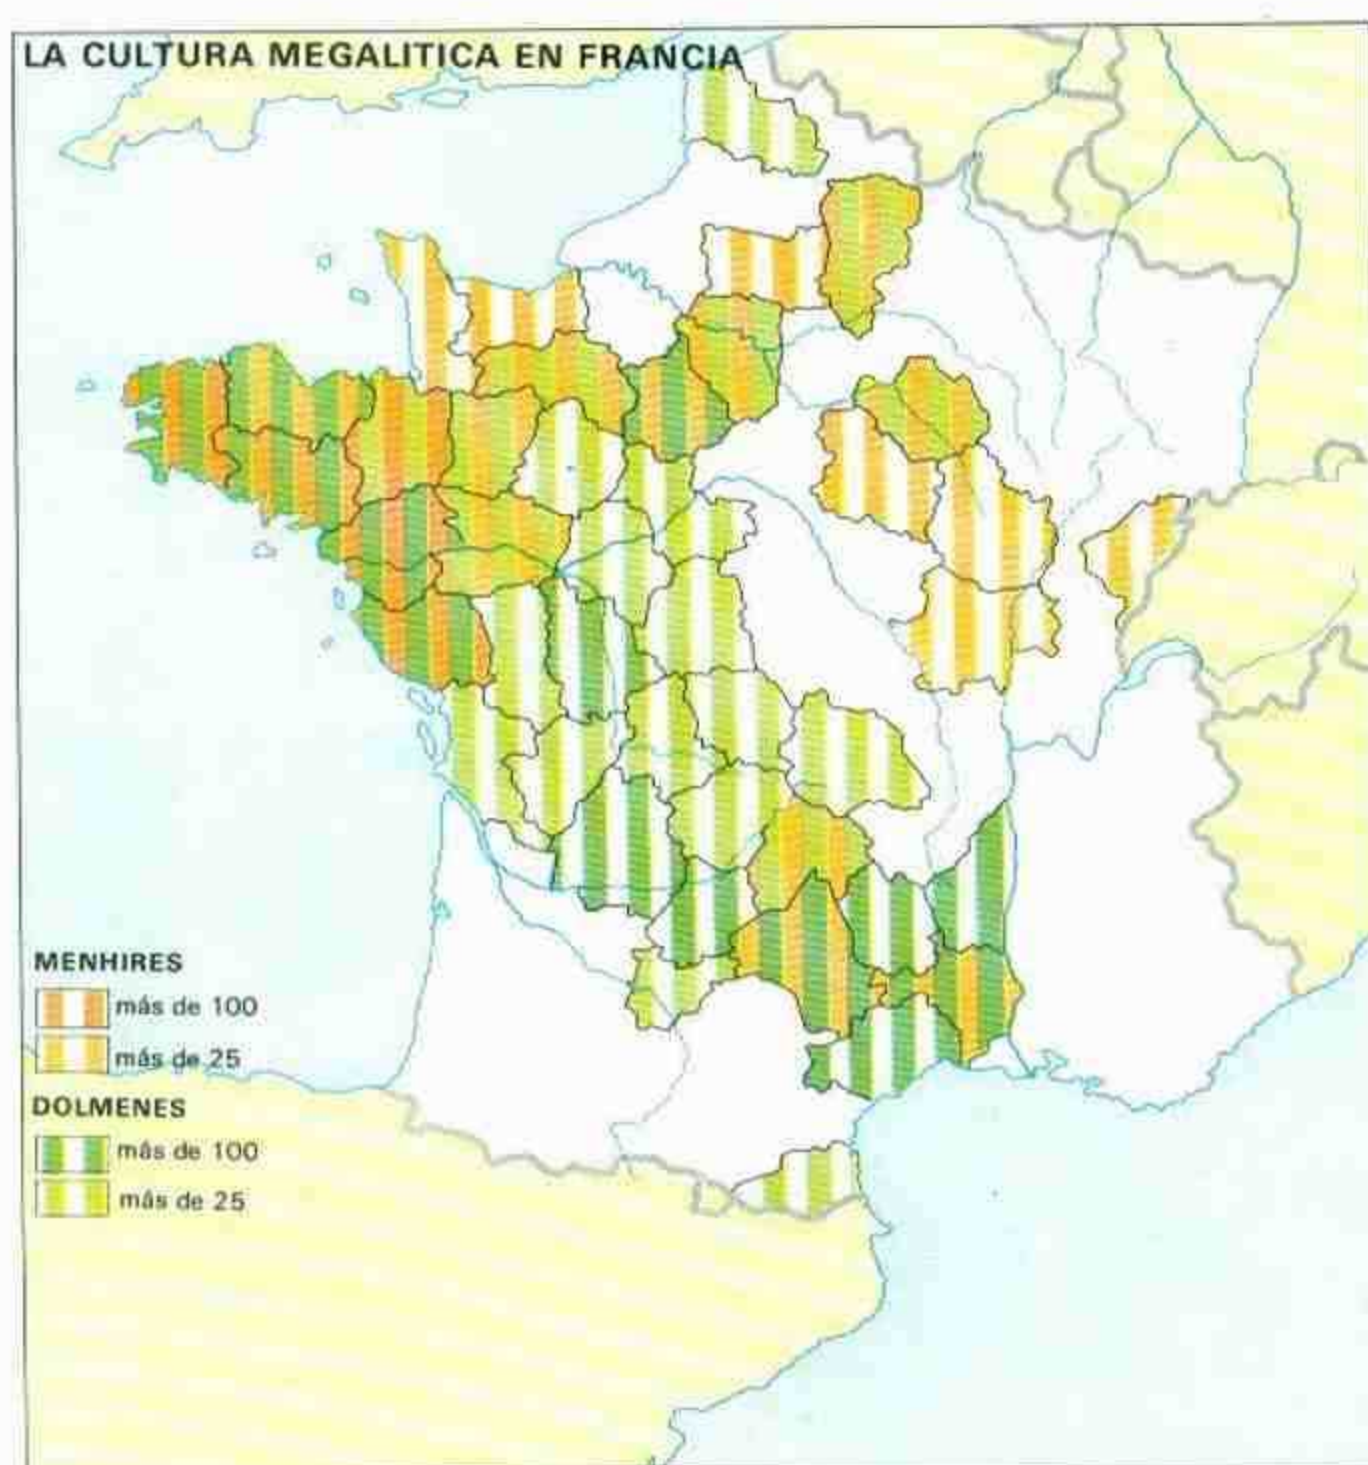 LA CULTURA MEGALITICA EN FRANCIA
MENHIRES
más de 100
más de 25
DOLMENES
más de 100
más de 25